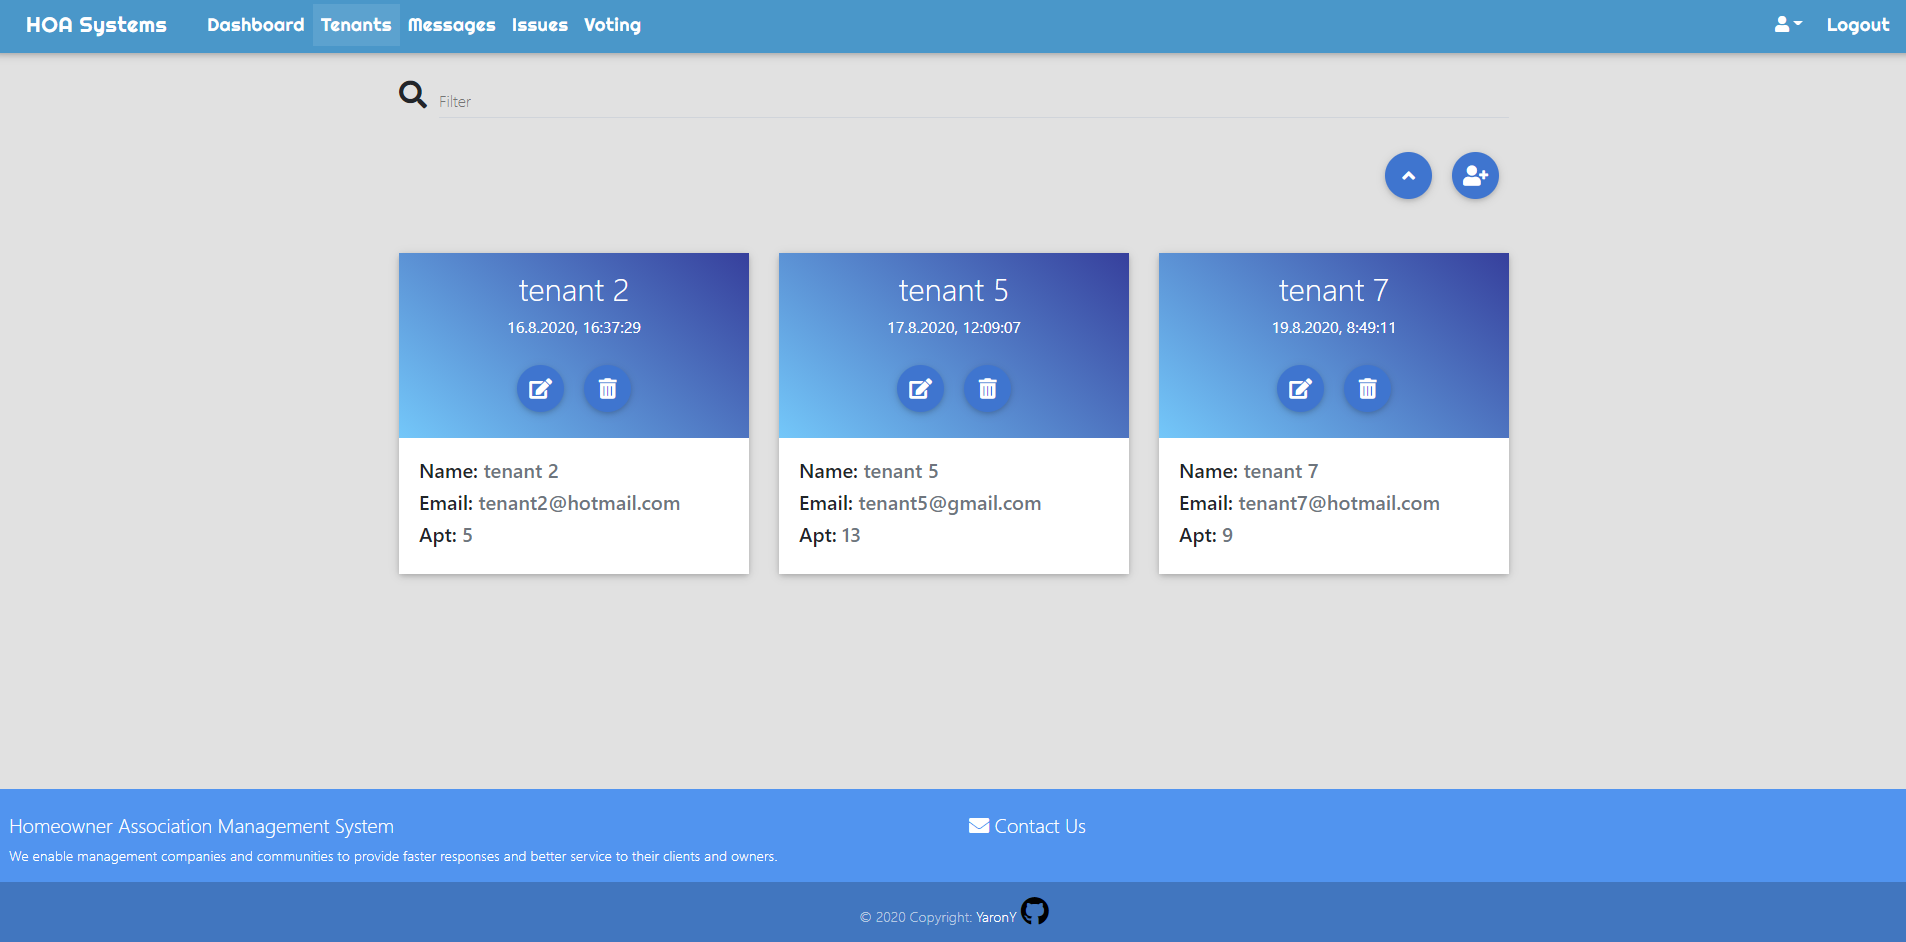 HOA Systems Dashboard Tenants Messages Issues Voting Logout
Filter
tenant 2
16.8.2020, 16:37:29
Name: tenant 2
Email: tenant2@hotmail.com
Apt: 5
tenant 5
17.8.2020, 12:09:07
Name: tenant 5
Email: tenant5@gmail.com
Apt: 13
tenant 7
19.8.2020, 8:49:11
Name: tenant 7
Email: tenant7@hotmail.com
Apt: 9
Homeowner Association Management System
We enable management companies and communities to provide faster responses and better service to their clients and owners.
Contact Us
© 2020 Copyright: YaronY